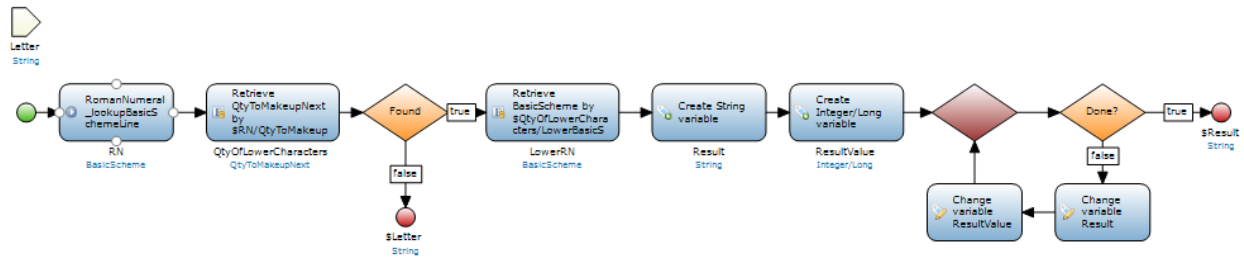 Letter
String
RomanNumeral
_lookupBasicS
chemeLine
RN
BasicScheme
Retrieve
QtyToMakeupNext
by
$RN/QtyToMakeup
QtyOfLowerCharacters
QtyToMakeupNext
Found
true
false
$Letter
String
Retrieve
BasicScheme by
$QtyOfLowerChara
cters/LowerBasicS
LowerRN
BasicScheme
Create String
variable
Result
String
Create
Integer/Long
variable
ResultValue
Integer/Long
Done?
true
false
$Result
String
Change
variable
ResultValue
Change
variable
Result